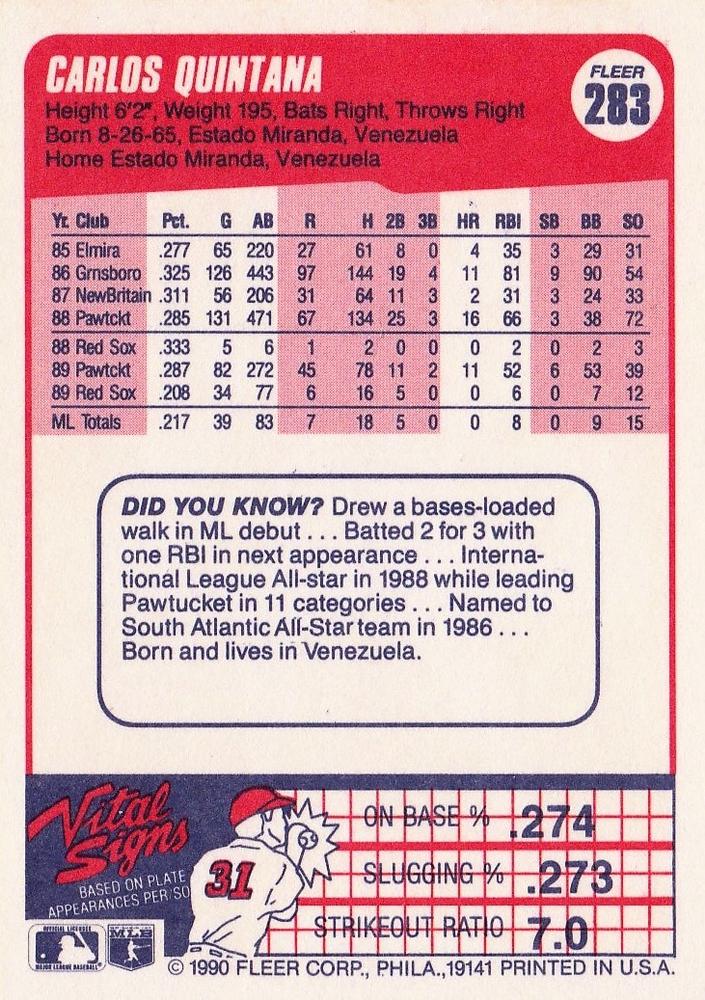 CARLOS QUINTANA
FLEER
283
Height 6'2", Weight 195, Bats Right, Throws Right
Born 8-26-65, Estado Miranda, Venezuela
Home Estado Miranda, Venezuela
Yr. Club Pct. G AB R H 2B 3B HR RBI SB BB SO
85 Elmira .277 65 220 27 61 8 0 4 35 3 29 31
86 Grnsboro .325 126 443 97 144 19 4 11 81 9 90 54
87 NewBritain .311 56 206 31 64 11 3 2 31 3 24 33
88 Pawtckt .285 131 471 67 134 25 3 16 66 3 38 72
88 Red Sox .333 5 6 1 2 0 0 0 2 0 2 3
89 Pawtckt .287 82 272 45 78 11 2 11 52 6 53 39
89 Red Sox .208 34 77 6 16 5 0 0 6 0 7 12
ML Totals .217 39 83 7 18 5 0 0 8 0 9 15
DID YOU KNOW? Drew a bases-loaded
walk in ML debut . . . Batted 2 for 3 with
one RBI in next appearance . . . Interna-
tional League All-star in 1988 while leading
Pawtucket in 11 categories . . . Named to
South Atlantic All-Star team in 1986 . . .
Born and lives in Venezuela.
Vital
Signs
BASED ON PLATE
APPEARANCES PER SO
31
ON BASE % .274
SLUGGING % .273
STRIKEOUT RATIO 7.0
OFFICIAL LICENSEE
MAJOR LEAGUE BASEBALL
MLB
© 1990 FLEER CORP., PHILA.,19141 PRINTED IN U.S.A.